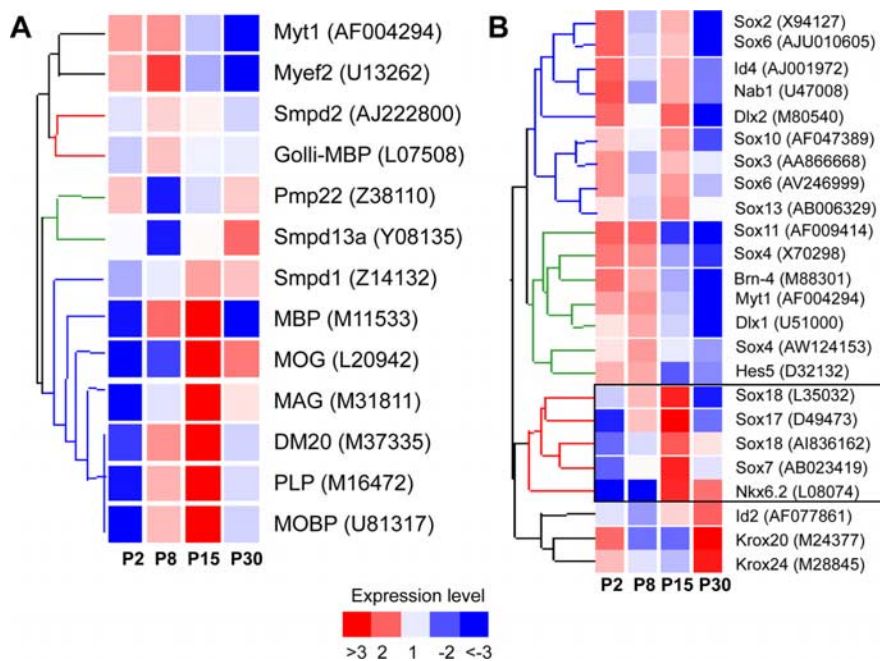 A
Myt1 (AF004294)
Myef2 (U13262)
Smpd2 (AJ222800)
Golli-MBP (L07508)
Pmp22 (Z38110)
Smpd13a (Y08135)
Smpd1 (Z14132)
MBP (M11533)
MOG (L20942)
MAG (M31811)
DM20 (M37335)
PLP (M16472)
MOBP (U81317)
P2 P8 P15 P30
B
Sox2 (X94127)
Sox6 (AJU010605)
Id4 (AJ001972)
Nab1 (U47008)
Dlx2 (M80540)
Sox10 (AF047389)
Sox3 (AA866668)
Sox6 (AV246999)
Sox13 (AB006329)
Sox11 (AF009414)
Sox4 (X70298)
Brn-4 (M88301)
Myt1 (AF004294)
Dlx1 (U51000)
Sox4 (AW124153)
Hes5 (D32132)
Sox18 (L35032)
Sox17 (D49473)
Sox18 (AI836162)
Sox7 (AB023419)
Nkx6.2 (L08074)
Id2 (AF077861)
Krox20 (M24377)
Krox24 (M28845)
P2 P8 P15 P30
Expression level
>3 2 1 -2 <-3